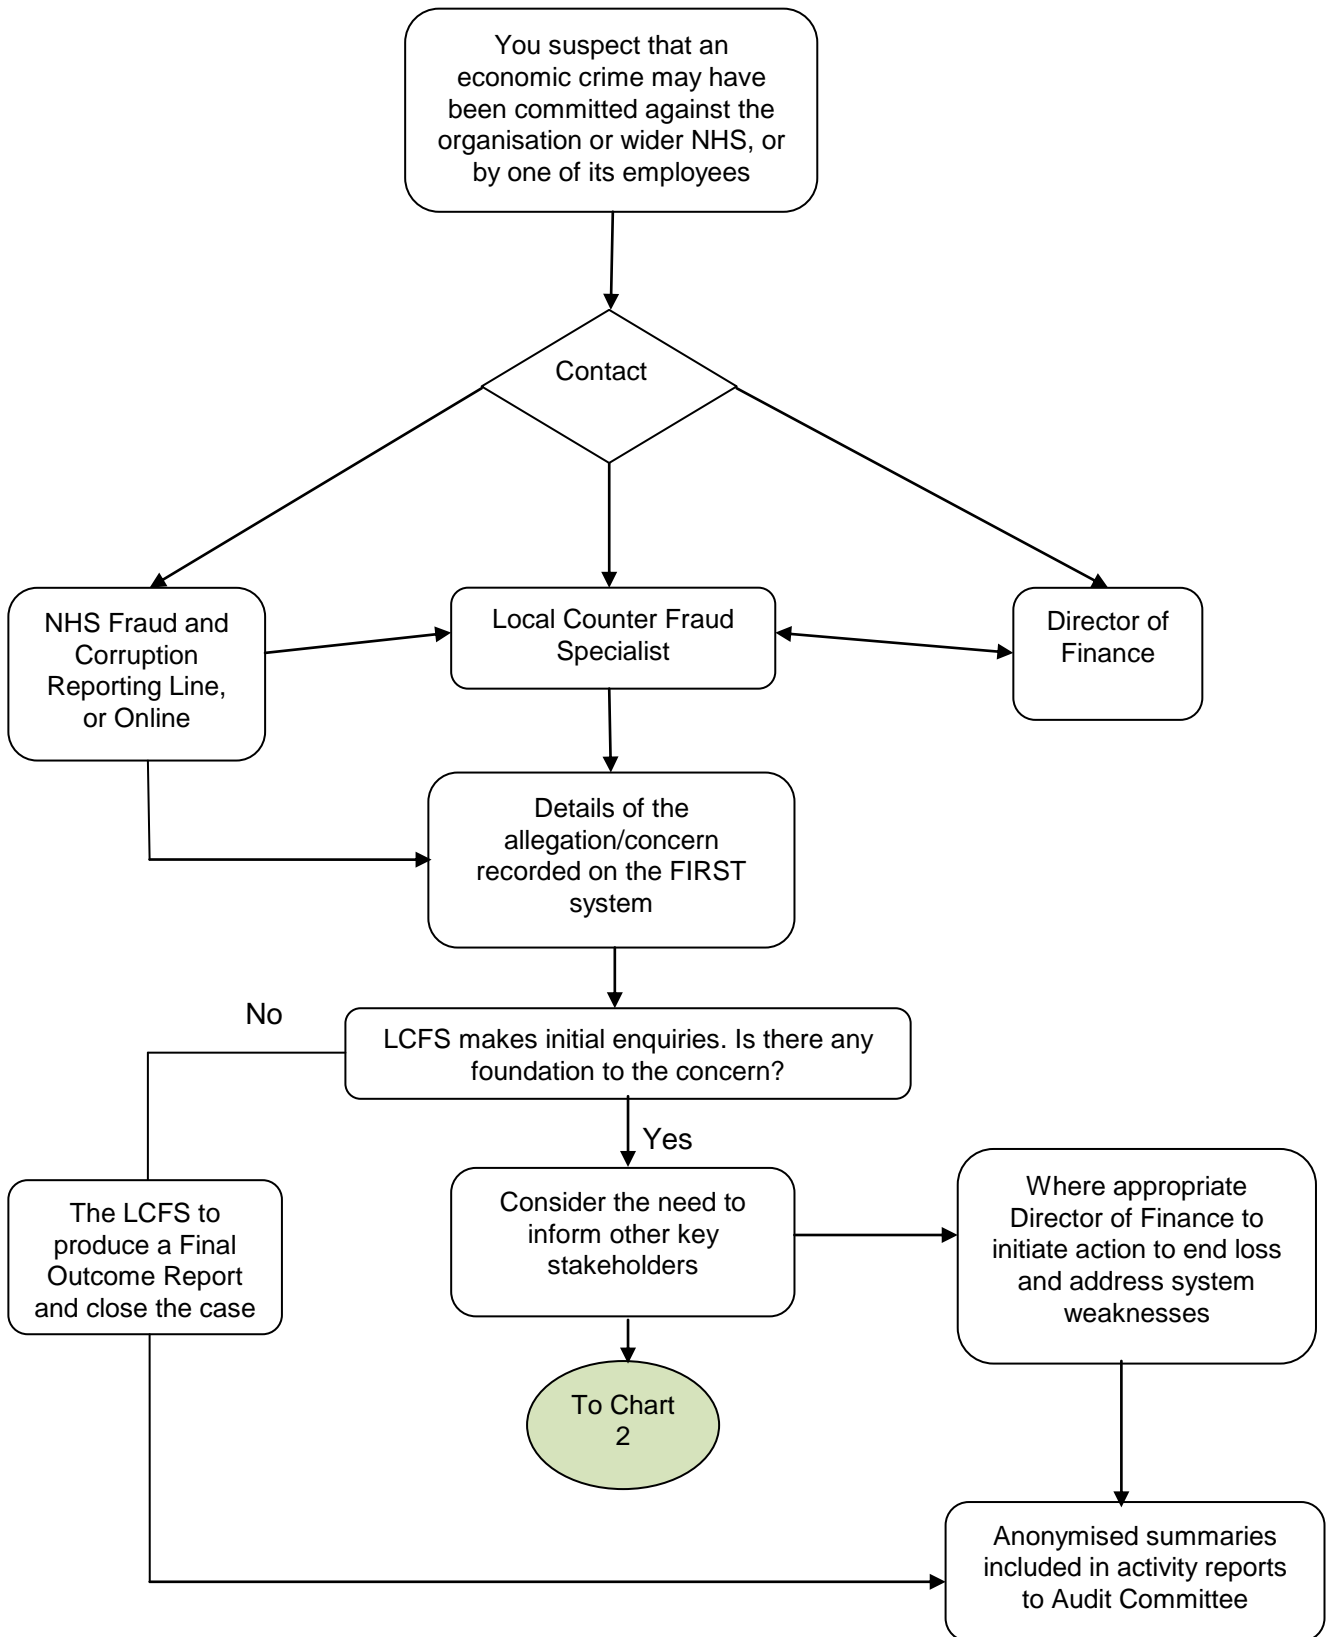 You suspect that an
economic crime may have
been committed against the
organisation or wider NHS, or
by one of its employees
Contact
NHS Fraud and
Corruption
Reporting Line,
or Online
Local Counter Fraud
Specialist
Director of
Finance
Details of the
allegation/concern
recorded on the FIRST
system
No
LCFS makes initial enquiries. Is there any
foundation to the concern?
Yes
The LCFS to
produce a Final
Outcome Report
and close the case
Consider the need to
inform other key
stakeholders
Where appropriate
Director of Finance to
initiate action to end loss
and address system
weaknesses
To Chart
2
Anonymised summaries
included in activity reports
to Audit Committee